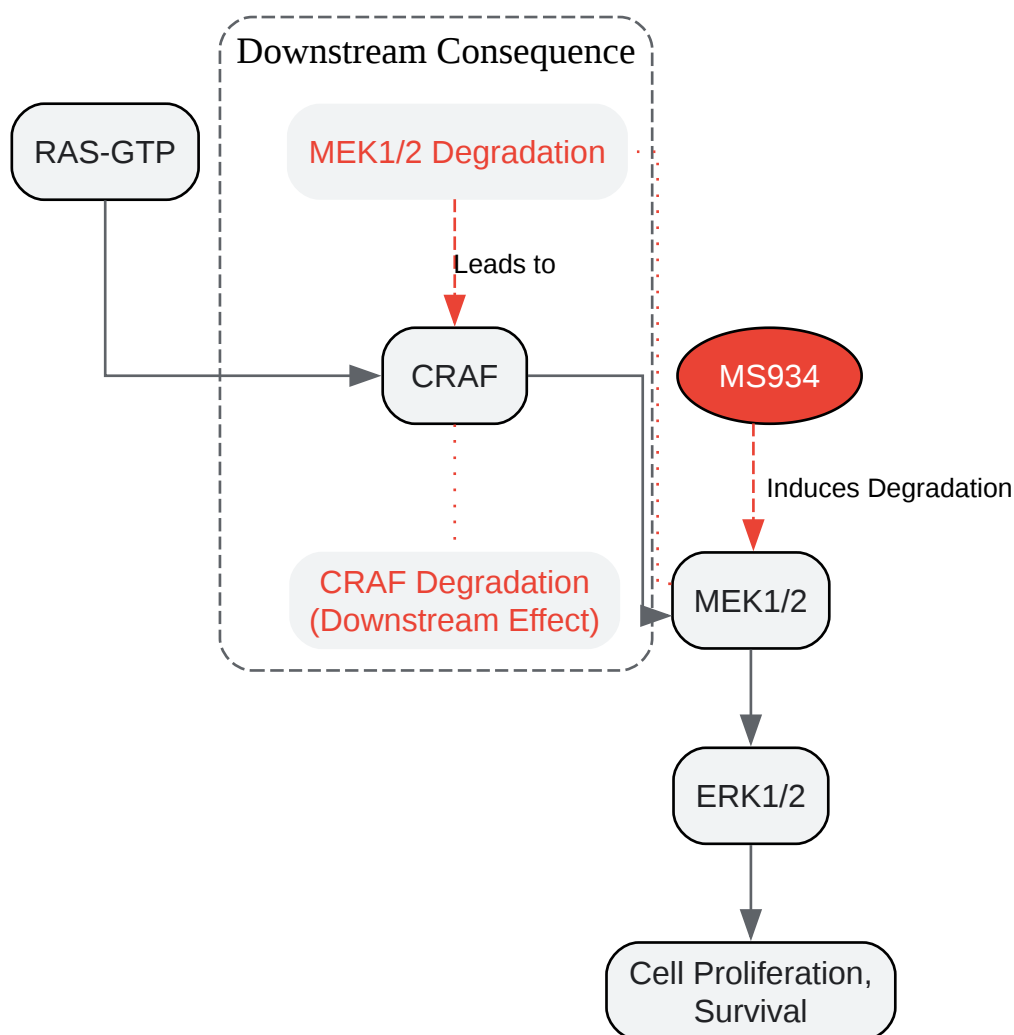 Downstream Consequence
RAS-GTP
MEK1/2 Degradation
Leads to
CRAF
MS934
Induces Degradation
CRAF Degradation
(Downstream Effect)
MEK1/2
ERK1/2
Cell Proliferation,
Survival